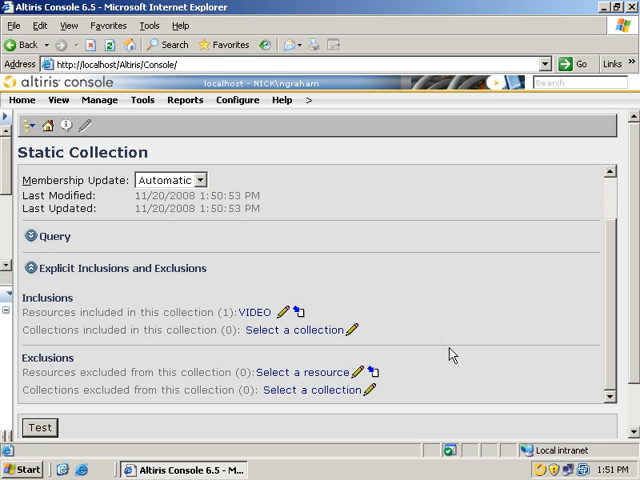 Altiris Console 6.5 - Microsoft Internet Explorer
File Edit View Favorites Tools Help
Back Search Favorites
Address http://localhost/Altiris/Console/ Go Links »
altiris console localhost - NICK\ngraham Search
Home View Manage Tools Reports Configure Help >
Static Collection
Membership Update: Automatic
Last Modified: 11/20/2008 1:50:53 PM
Last Updated: 11/20/2008 1:50:53 PM
Query
Explicit Inclusions and Exclusions
Inclusions
Resources included in this collection (1): VIDEO
Collections included in this collection (0): Select a collection
Exclusions
Resources excluded from this collection (0): Select a resource
Collections excluded from this collection (0): Select a collection
Test
Local intranet
Start Altiris Console 6.5 - M... 1:51 PM